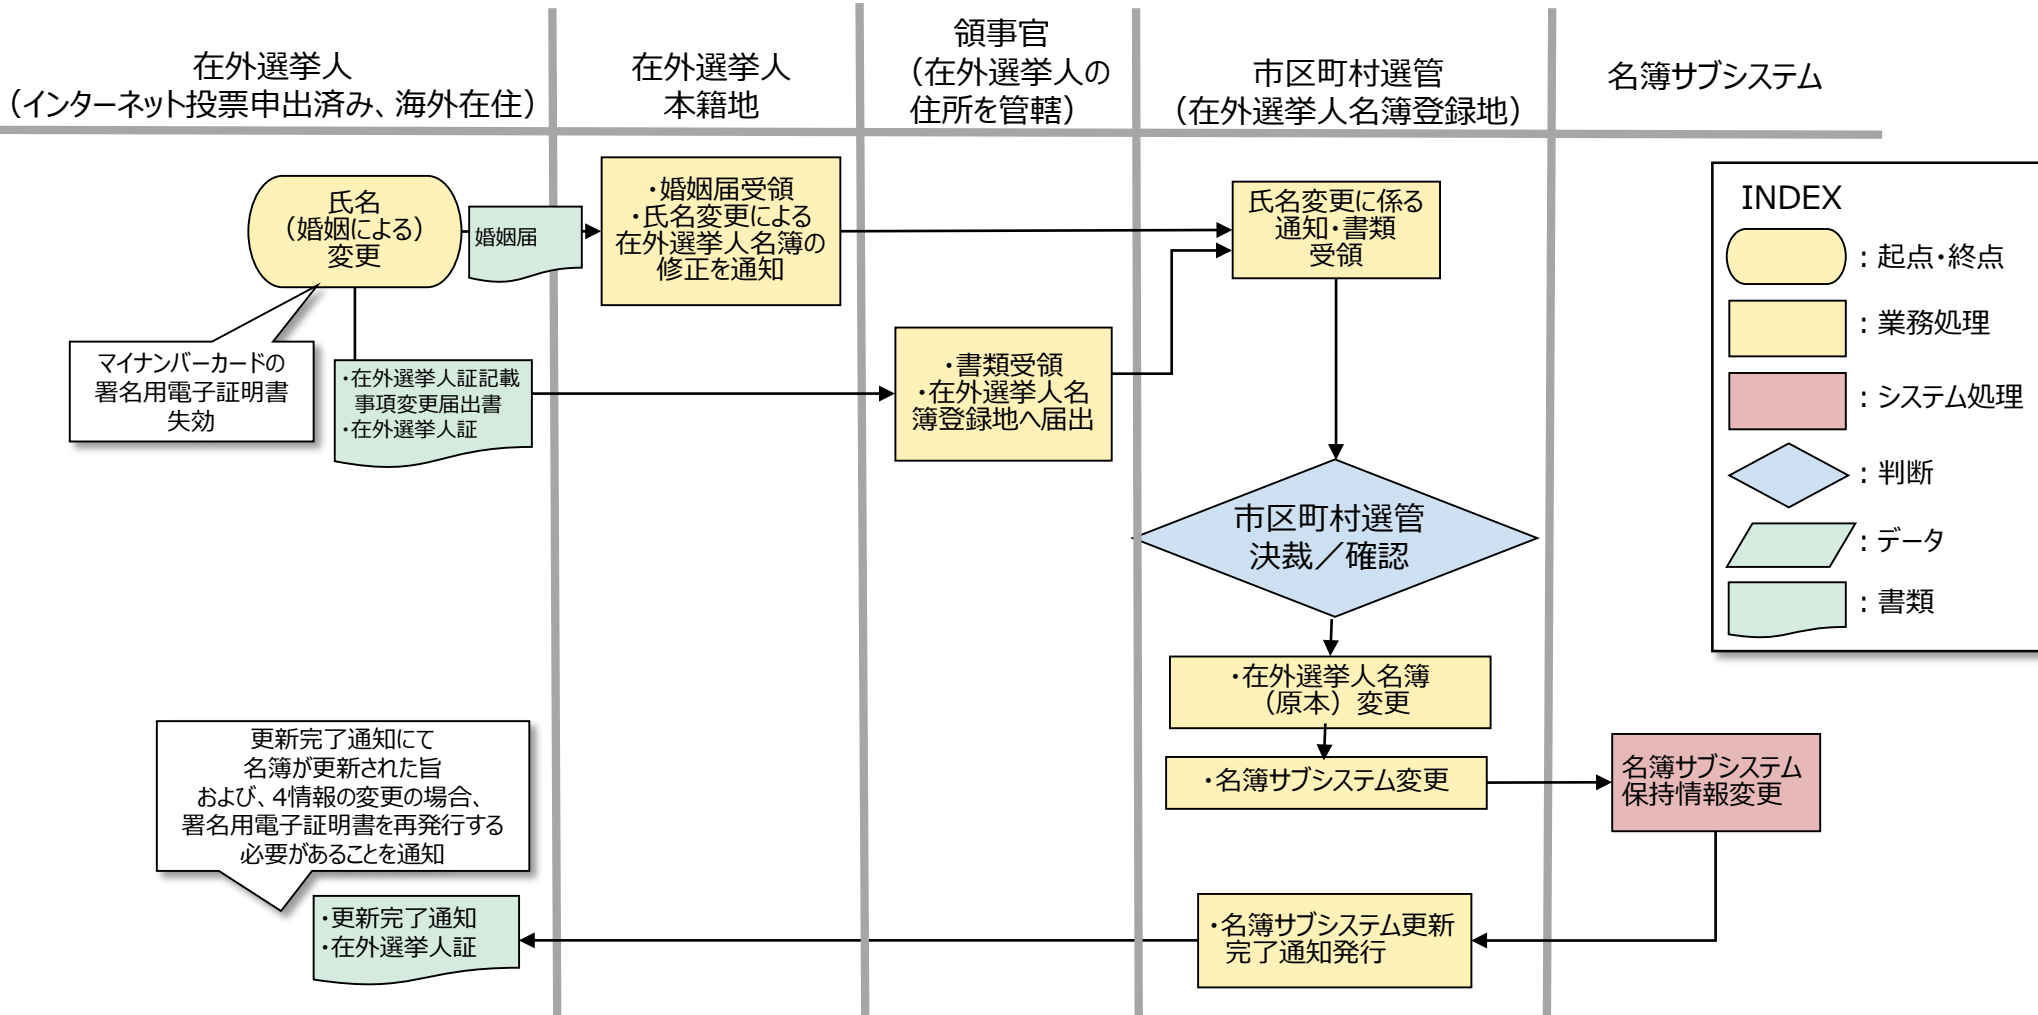 在外選挙人
（インターネット投票申出済み、海外在住）
在外選挙人
本籍地
領事官
（在外選挙人の
住所を管轄）
市区町村選管
（在外選挙人名簿登録地）
名簿サブシステム
氏名
（婚姻による）
変更
婚姻届
・婚姻届受領
・氏名変更による
在外選挙人名簿の
修正を通知
氏名変更に係る
通知・書類
受領
マイナンバーカードの
署名用電子証明書
失効
・在外選挙人証記載
事項変更届出書
・在外選挙人証
・書類受領
・在外選挙人名
簿登録地へ届出
市区町村選管
決裁／確認
・在外選挙人名簿
（原本）変更
・名簿サブシステム変更
名簿サブシステム
保持情報変更
更新完了通知にて
名簿が更新された旨
および、4情報の変更の場合、
署名用電子証明書を再発行する
必要があることを通知
・更新完了通知
・在外選挙人証
・名簿サブシステム更新
完了通知発行
INDEX
：起点・終点
：業務処理
：システム処理
：判断
：データ
：書類